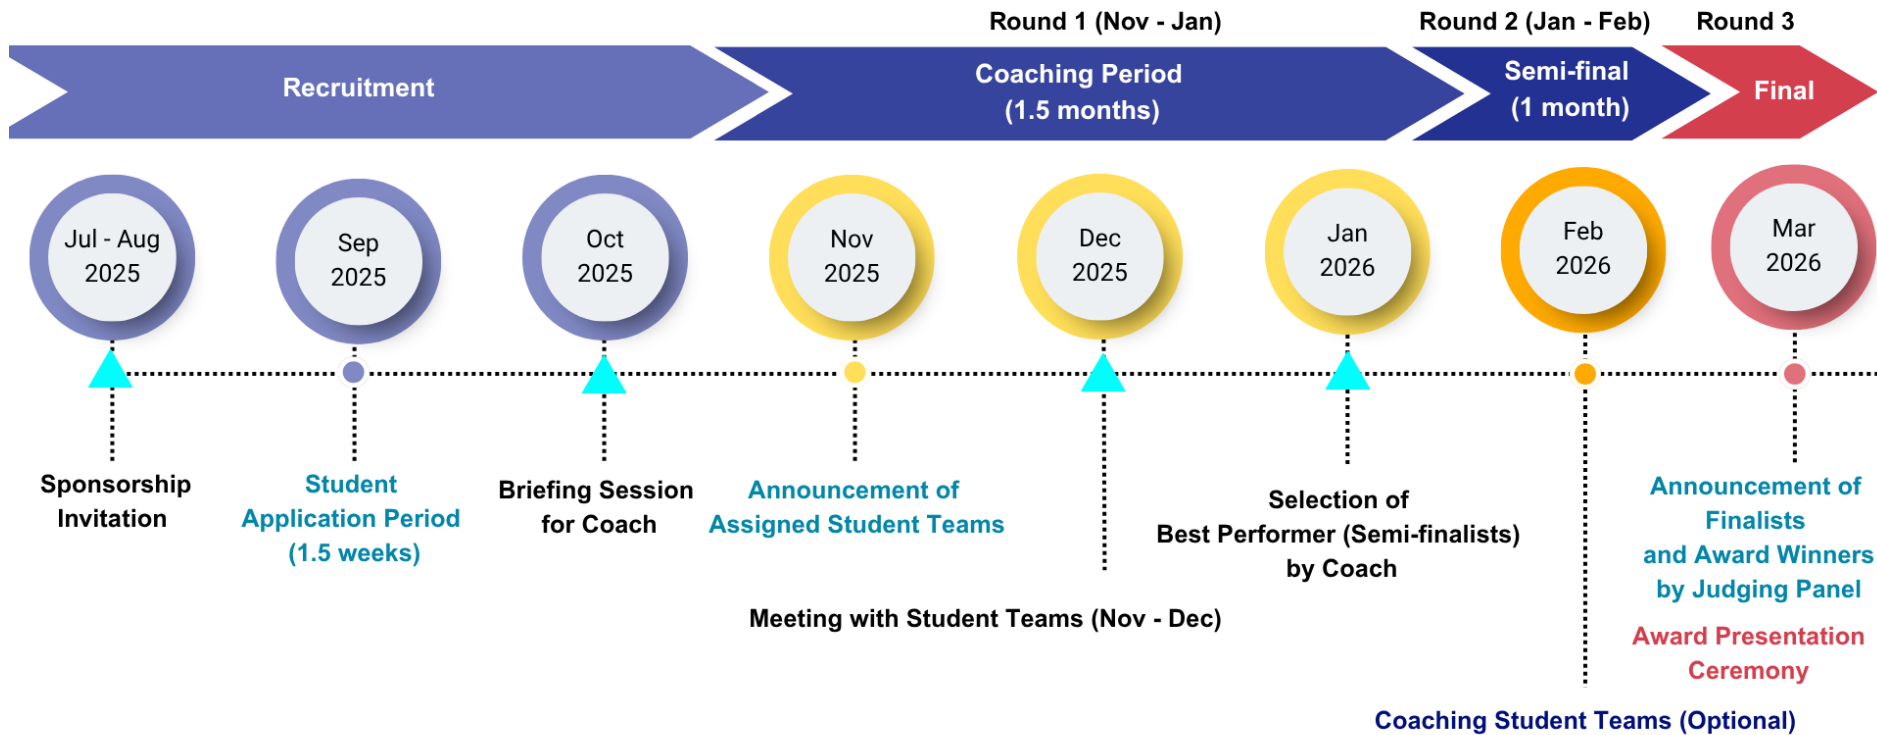 Round 1 (Nov - Jan)
Round 2 (Jan - Feb)
Round 3
Recruitment
Coaching Period
(1.5 months)
Semi-final
(1 month)
Final
Jul - Aug
2025
Sep
2025
Oct
2025
Nov
2025
Dec
2025
Jan
2026
Feb
2026
Mar
2026
Sponsorship
Invitation
Student
Application Period
(1.5 weeks)
Briefing Session
for Coach
Announcement of
Assigned Student Teams
Meeting with Student Teams (Nov - Dec)
Selection of
Best Performer (Semi-finalists)
by Coach
Coaching Student Teams (Optional)
Announcement of
Finalists
and Award Winners
by Judging Panel
Award Presentation
Ceremony